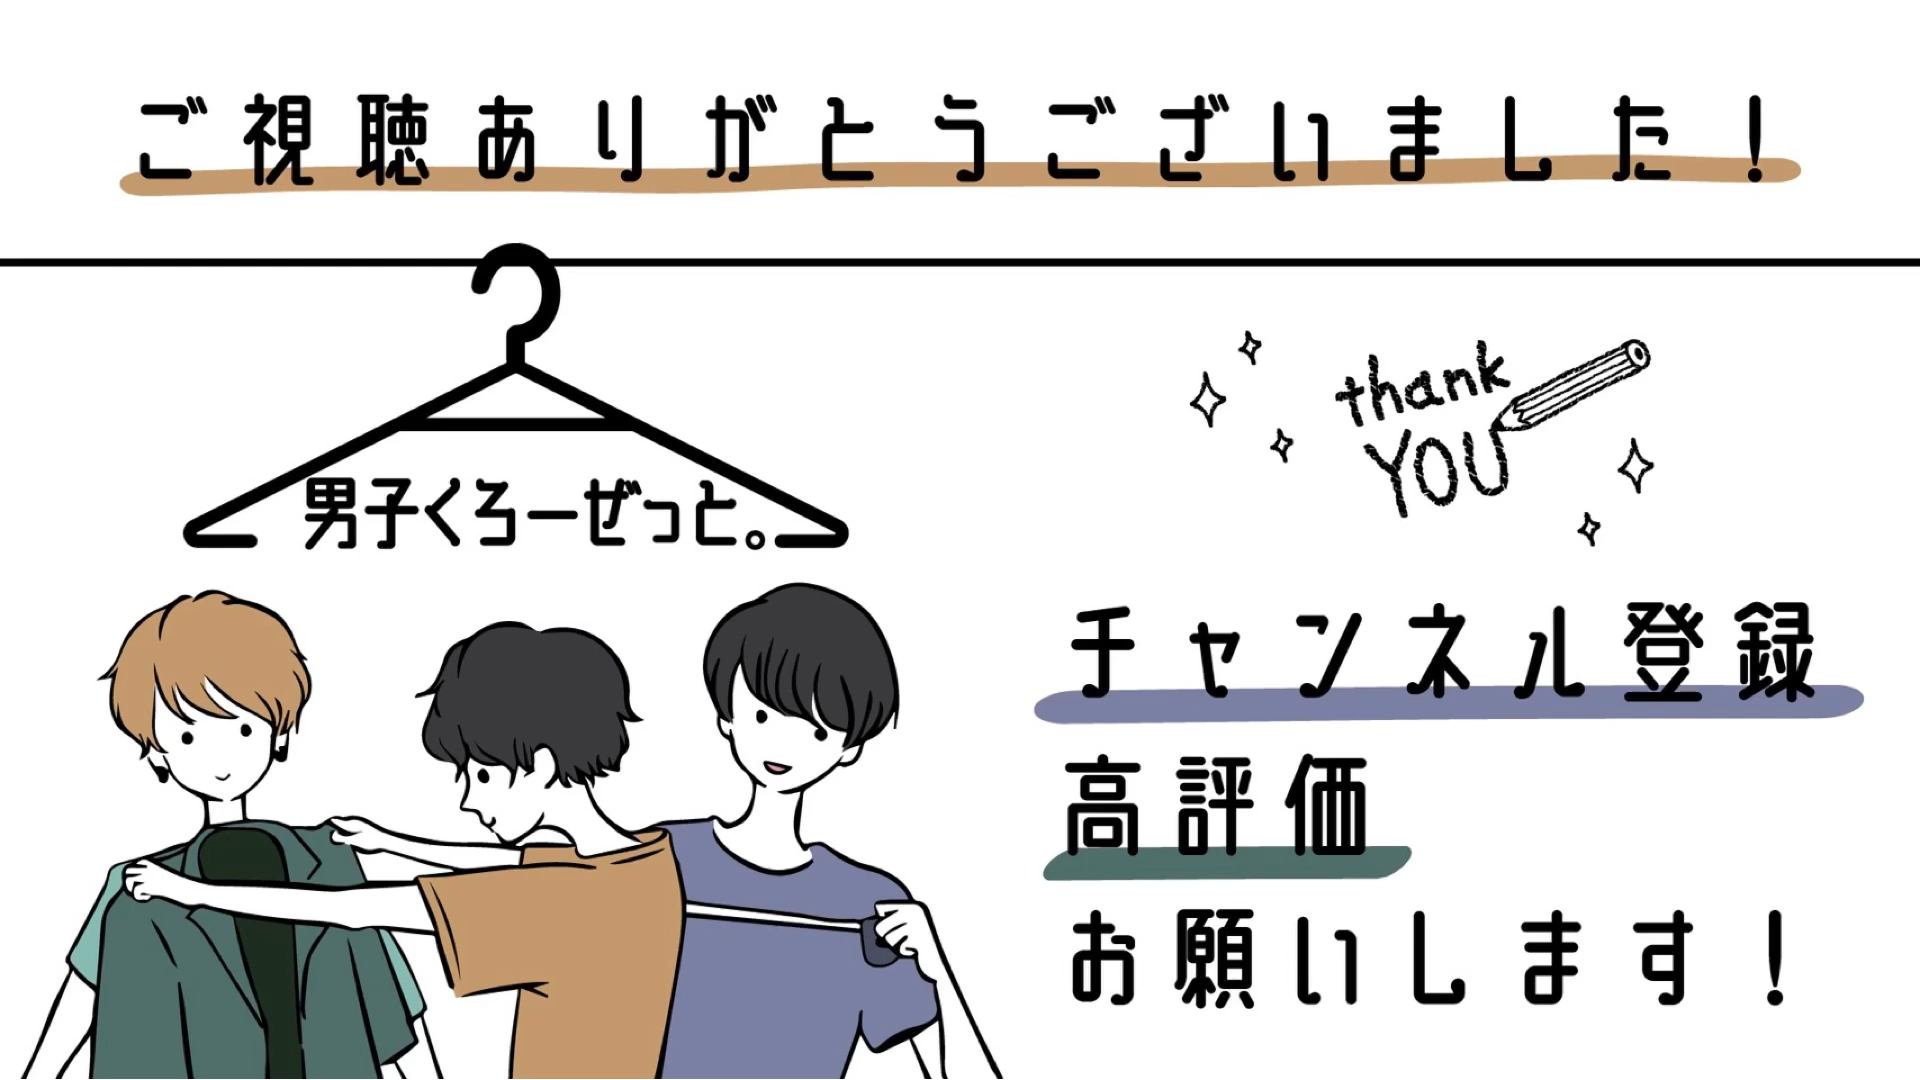 ご視聴ありがとうございました！
男子くろーぜっと。
thank
YOU
チャンネル登録
高評価
お願いします！